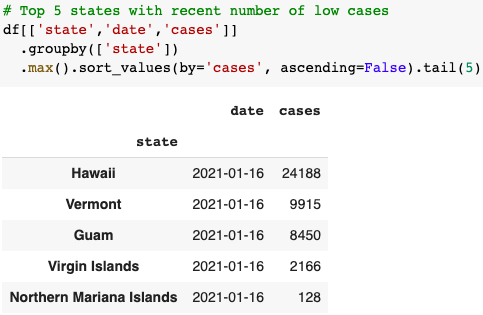 # Top 5 states with recent number of low cases
df[['state','date','cases']]
.groupby(['state'])
.max().sort_values(by='cases', ascending=False).tail(5)
date cases
state
Hawaii 2021-01-16 24188
Vermont 2021-01-16 9915
Guam 2021-01-16 8450
Virgin Islands 2021-01-16 2166
Northern Mariana Islands 2021-01-16 128